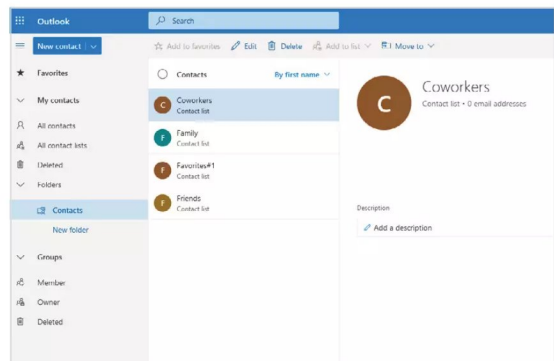 Outlook
Search
New contact
Add to favorites Edit Delete Add to list Move to
Favorites
My contacts
All contacts
All contact lists
Deleted
Folders
Contacts
New folder
Groups
Member
Owner
Deleted
Contacts By first name
C
Coworkers
Contact list
F
Family
Contact list
F
Favorites#1
Contact list
F
Friends
Contact list
C
Coworkers
Contact list • 0 email addresses
Description
Add a description